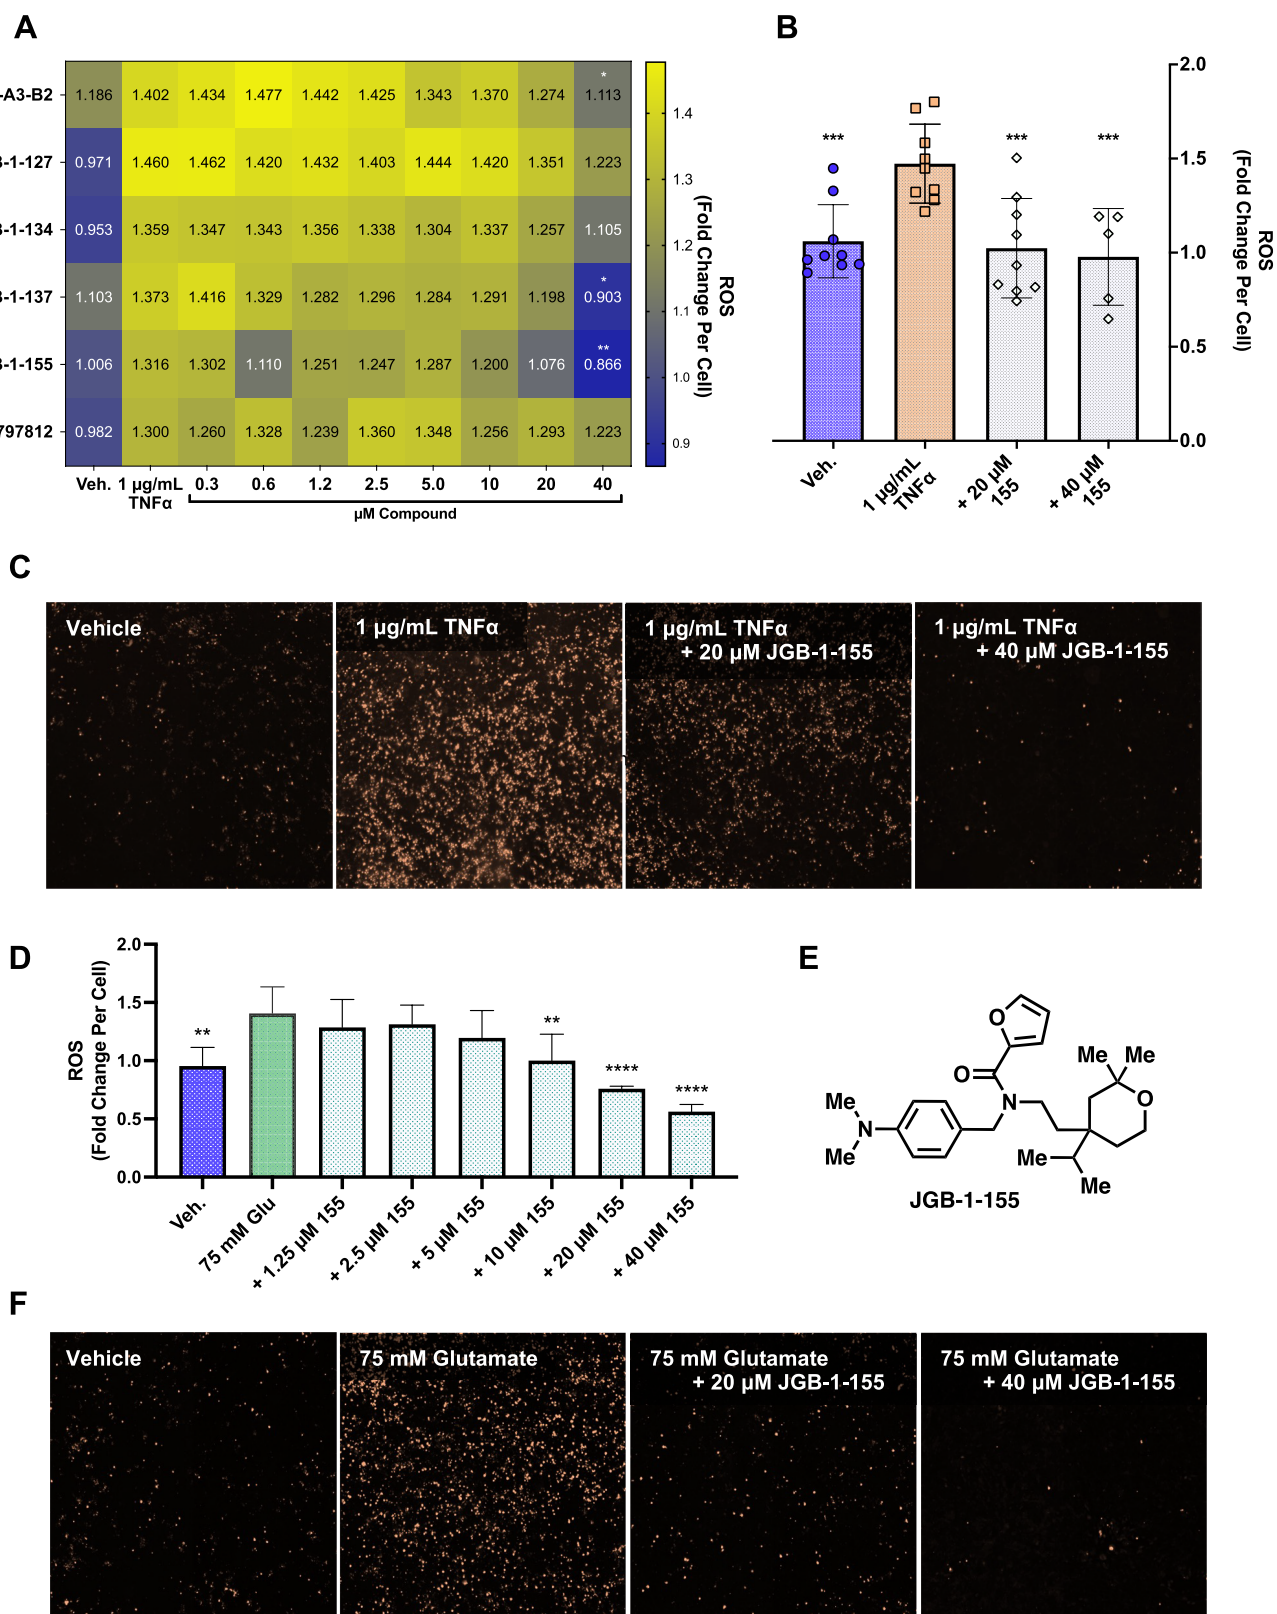 A
-A3-B2 1.186 1.402 1.434 1.477 1.442 1.425 1.343 1.370 1.274 * 1.113
-1-127 0.971 1.460 1.462 1.420 1.432 1.403 1.444 1.420 1.351 1.223
-1-134 0.953 1.359 1.347 1.343 1.356 1.338 1.304 1.337 1.257 1.105
-1-137 1.103 1.373 1.416 1.329 1.282 1.296 1.284 1.291 1.198 * 0.903
-1-155 1.006 1.316 1.302 1.110 1.251 1.247 1.287 1.200 1.076 ** 0.866
797812 0.982 1.300 1.260 1.328 1.239 1.360 1.348 1.256 1.293 1.223
Veh. 1 µg/mL 0.3 0.6 1.2 2.5 5.0 10 20 40
TNFα
µM Compound
1.4
1.3
1.2
1.1
1.0
0.9
ROS
(Fold Change Per Cell)
B
2.0
1.5
1.0
0.5
0.0
*** *** ***
ROS
(Fold Change Per Cell)
Veh.
1 µg/mL
TNFα
+ 20 µM
155
+ 40 µM
155
C
Vehicle
1 µg/mL TNFα
1 µg/mL TNFα
+ 20 µM JGB-1-155
1 µg/mL TNFα
+ 40 µM JGB-1-155
D
ROS
(Fold Change Per Cell)
2.0
1.5
1.0
0.5
0.0
** ** **** ****
Veh.
75 mM Glu
+ 1.25 µM 155
+ 2.5 µM 155
+ 5 µM 155
+ 10 µM 155
+ 20 µM 155
+ 40 µM 155
E
O
Me Me
O
O
N
Me
N
Me
Me
Me
JGB-1-155
F
Vehicle
75 mM Glutamate
75 mM Glutamate
+ 20 µM JGB-1-155
75 mM Glutamate
+ 40 µM JGB-1-155